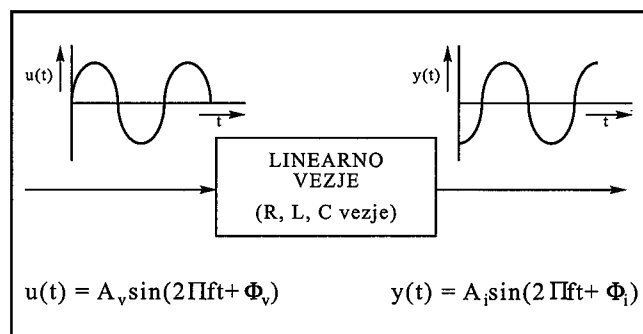 u(t)
t
y(t)
t
LINEARNO
VEZJE
(R, L, C vezje)
u(t) = A_v sin(2Πft+Φ_v)
y(t) = A_i sin(2Πft+Φ_i)